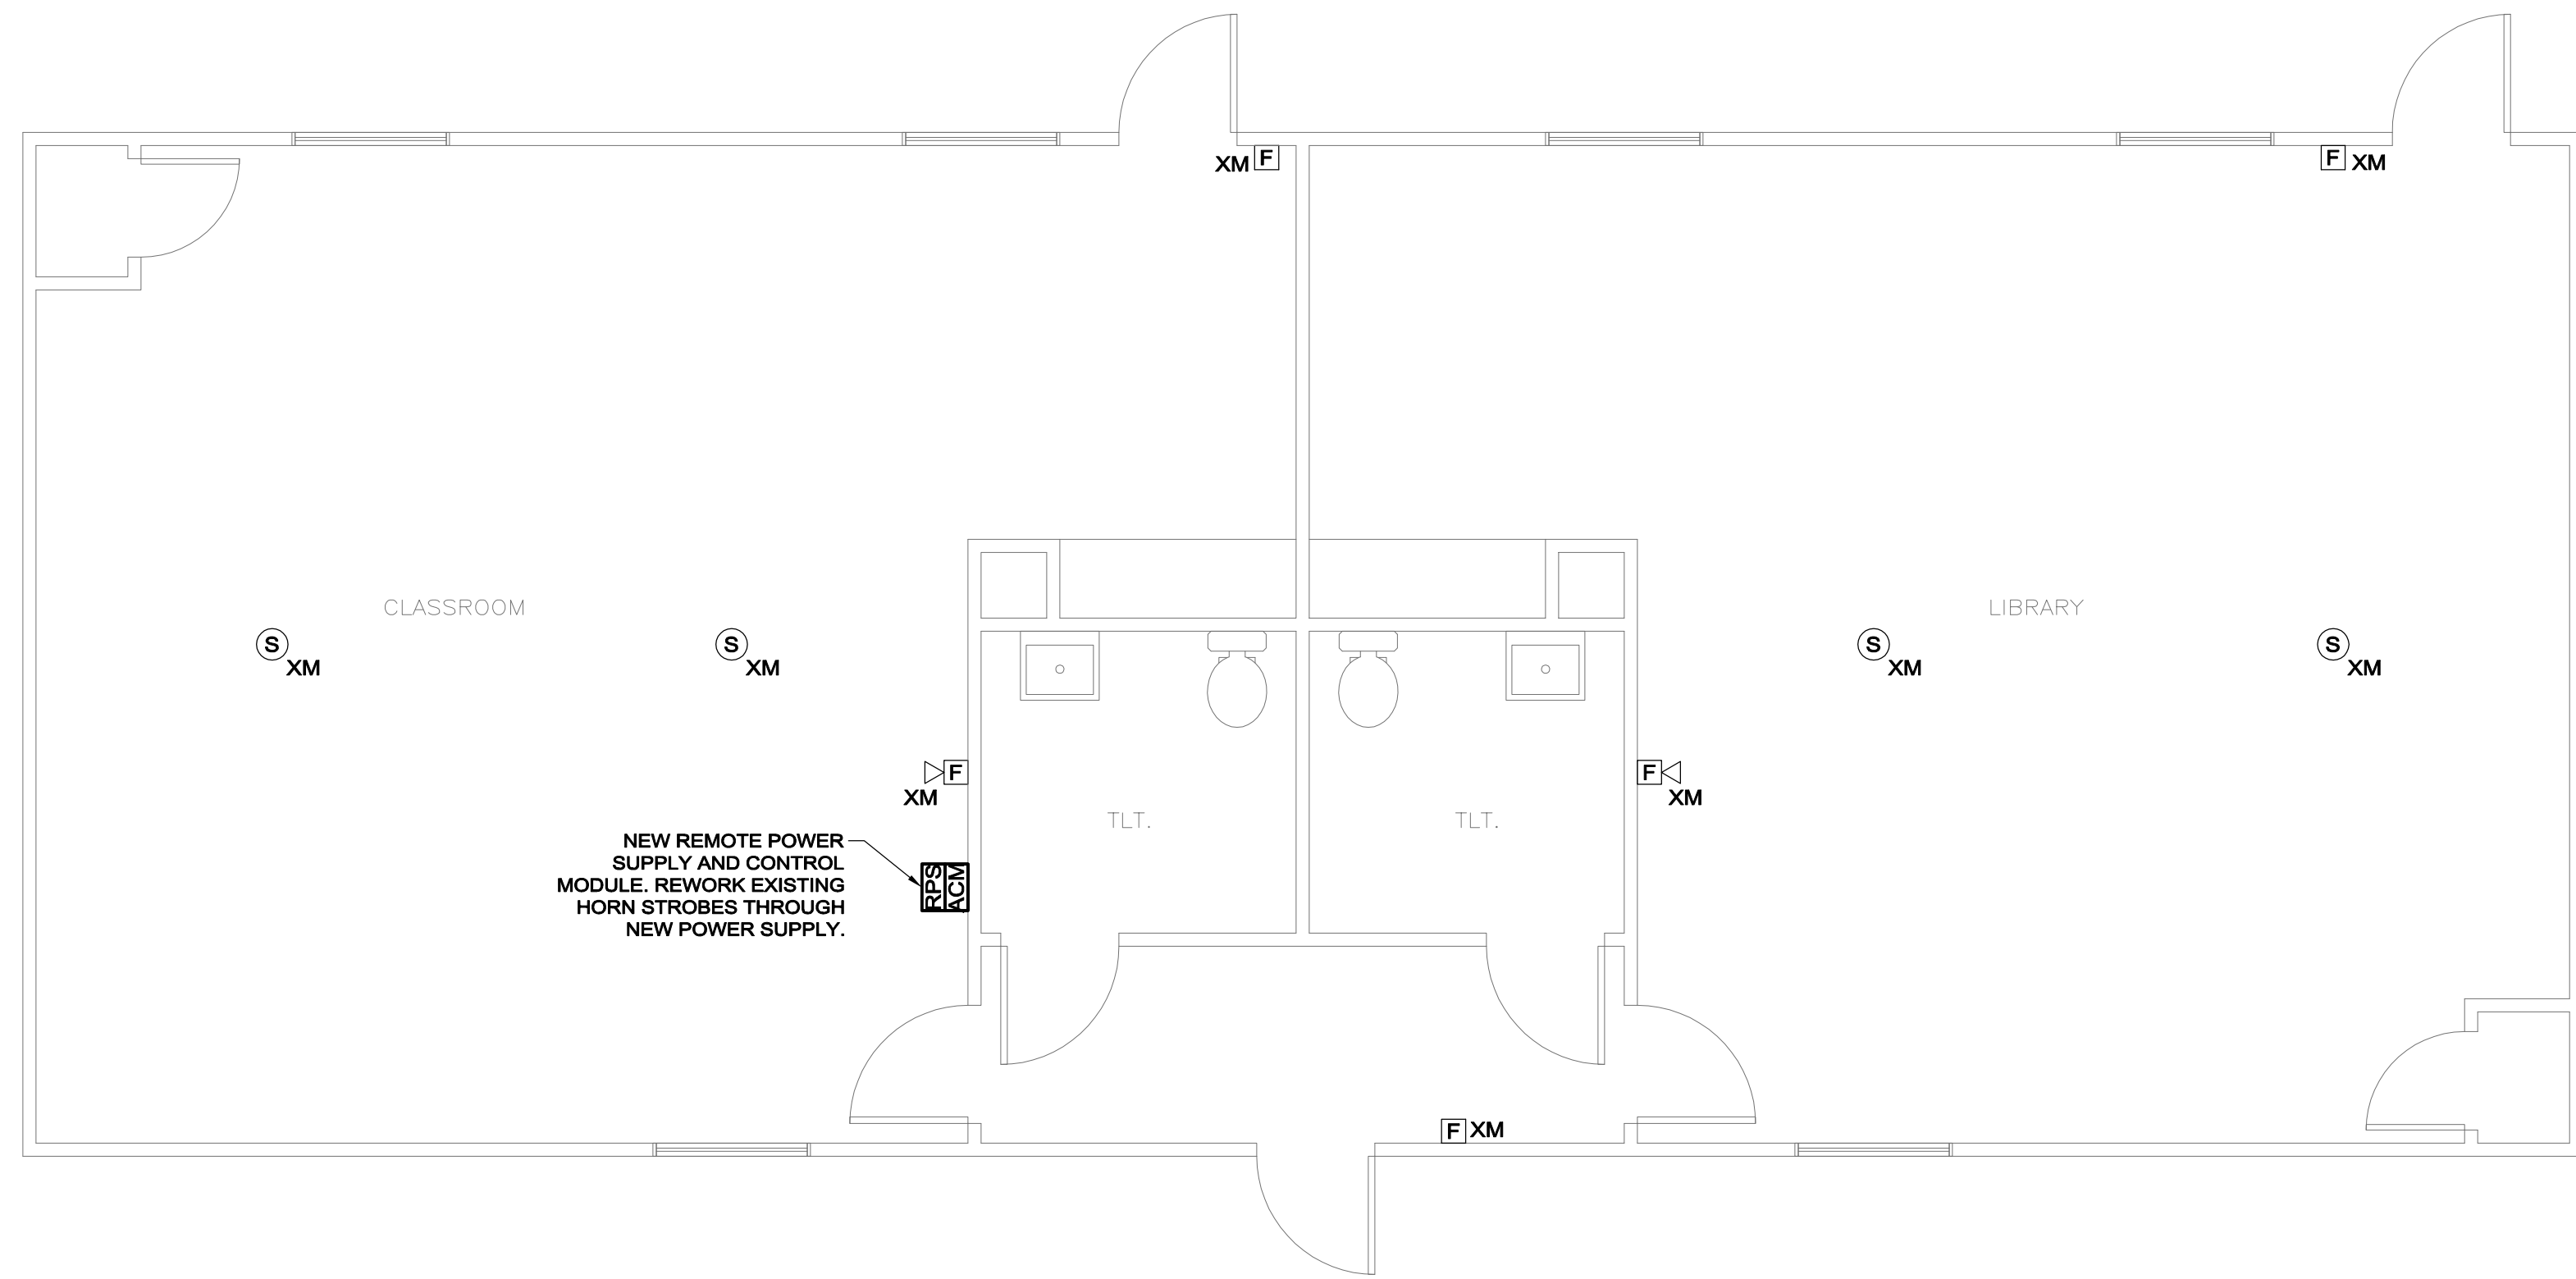 XM F
F XM
CLASSROOM
LIBRARY
S
XM
S
XM
S
XM
S
XM
F
XM
F
XM
TLT.
TLT.
NEW REMOTE POWER
SUPPLY AND CONTROL
MODULE. REWORK EXISTING
HORN STROBES THROUGH
NEW POWER SUPPLY.
RPS
ACM
F XM